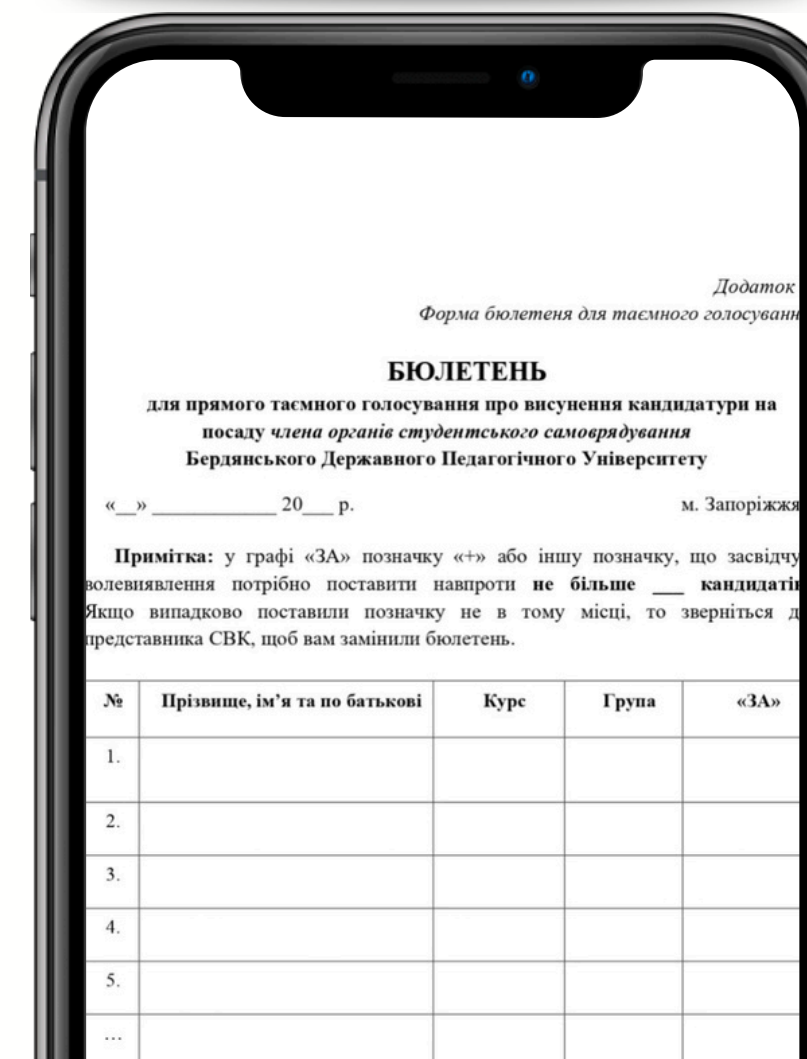 Додаток
Форма бюлетеня для таємного голосуванн
БЮЛЕТЕНЬ
для прямого таємного голосування про висунення кандидатури на
посаду члена органів студентського самоврядування
Бердянського Державного Педагогічного Університету
«__» _____________ 20___ р. м. Запоріжжя
Примітка: у графі «ЗА» позначку «+» або іншу позначку, що засвідчу
волевиявлення потрібно поставити навпроти не більше ___ кандидатів
Якщо випадково поставили позначку не в тому місці, то зверніться д
представника СВК, щоб вам замінили бюлетень.
№ Прізвище, ім’я та по батькові Курс Група «ЗА»
1.
2.
3.
4.
5.
...